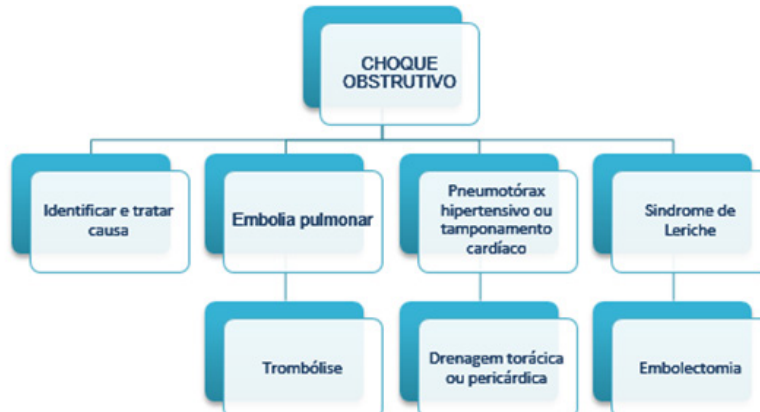 CHOQUE
OBSTRUTIVO
Identificar e tratar
causa
Embolia pulmonar
Pneumotórax
hipertensivo ou
tamponamento
cardíaco
Sindrome de
Leriche
Trombólise
Drenagem torácica
ou pericárdica
Embolectomia